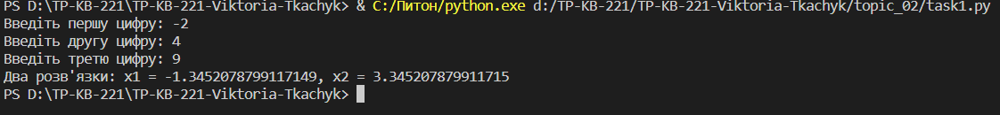 PS D:\TP-KB-221\TP-KB-221-Viktoria-Tkachyk> & C:/Питон/python.exe d:/TP-KB-221/TP-KB-221-Viktoria-Tkachyk/topic_02/task1.py
Введіть першу цифру: -2
Введіть другу цифру: 4
Введіть третю цифру: 9
Два розв'язки: x1 = -1.3452078799117149, x2 = 3.345207879911715
PS D:\TP-KB-221\TP-KB-221-Viktoria-Tkachyk>